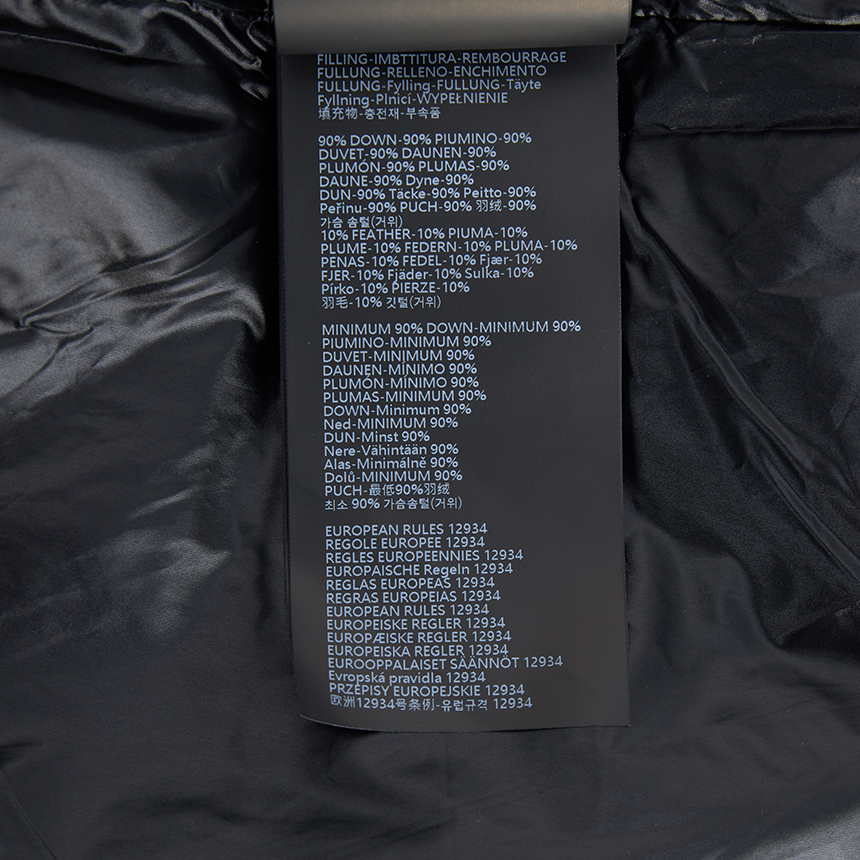 FILLING-IMBTTITURA-REMBOURRAGE
FULLUNG-RELLENO-ENCHIMENTO
FULLUNG-Fylling-FULLUNG-Täyte
Fyllning-Plnící-WYPEŁNIENIE
填充物-충전재-부속품
90% DOWN-90% PIUMINO-90%
DUVET-90% DAUNEN-90%
PLUMÓN-90% PLUMAS-90%
DAUNE-90% Dyne-90%
DUN-90% Täcke-90% Peitto-90%
Peřinu-90% PUCH-90% 羽绒-90%
가슴 솜털(거위)
10% FEATHER-10% PIUMA-10%
PLUME-10% FEDERN-10% PLUMA-10%
PENAS-10% FEDEL-10% Fjær-10%
FJER-10% Fjäder-10% Sulka-10%
Pírko-10% PIERZE-10%
羽毛-10% 깃털(거위)
MINIMUM 90% DOWN-MINIMUM 90%
PIUMINO-MINIMUM 90%
DUVET-MINIMUM 90%
DAUNEN-MÍNIMO 90%
PLUMÓN-MÍNIMO 90%
PLUMAS-MINIMUM 90%
DOWN-Minimum 90%
Ned-MINIMUM 90%
DUN-Minst 90%
Nere-Vähintään 90%
Alas-Minimálně 90%
Dolů-MINIMUM 90%
PUCH-最低90%羽绒
최소 90% 가슴솜털(거위)
EUROPEAN RULES 12934
REGOLE EUROPEE 12934
REGLES EUROPEENNIES 12934
EUROPAISCHE Regeln 12934
REGLAS EUROPEAS 12934
REGRAS EUROPEIAS 12934
EUROPEAN RULES 12934
EUROPEISKE REGLER 12934
EUROPÆISKE REGLER 12934
EUROPEISKA REGLER 12934
EUROOPPALAISET SÄÄNNÖT 12934
Evropská pravidla 12934
PRZEPISY EUROPEJSKIE 12934
欧洲12934号条例-유럽규격 12934